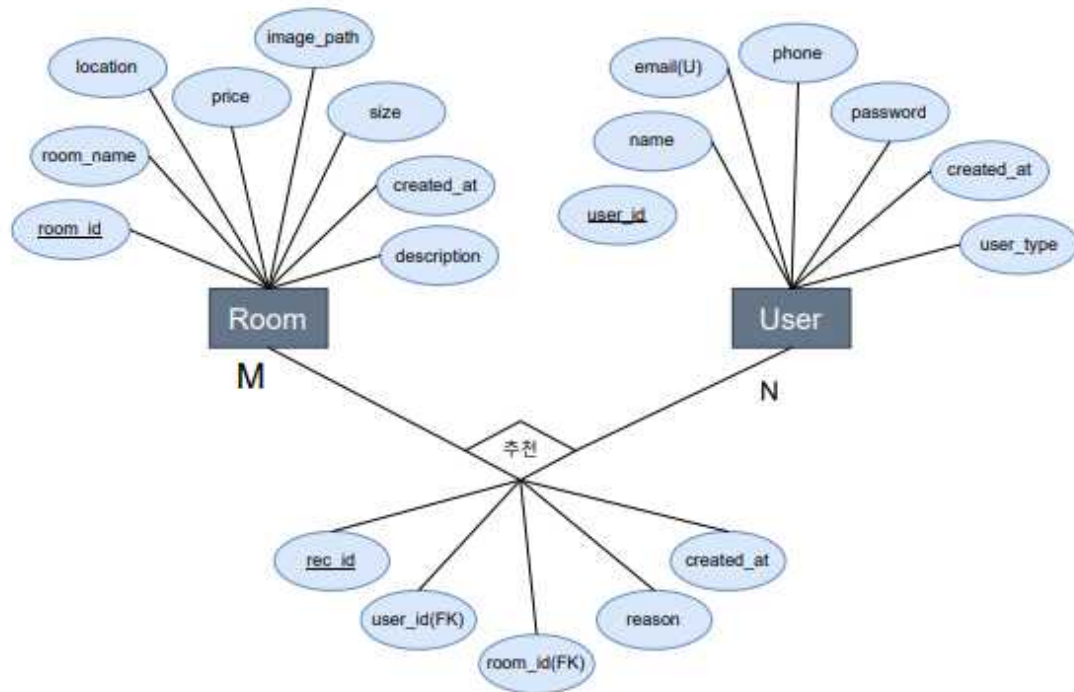 image_path
location
price
size
room_name
created_at
room_id
description
Room
M
email(U)
phone
password
name
created_at
user_id
user_type
User
N
추천
rec_id
created_at
user_id(FK)
reason
room_id(FK)